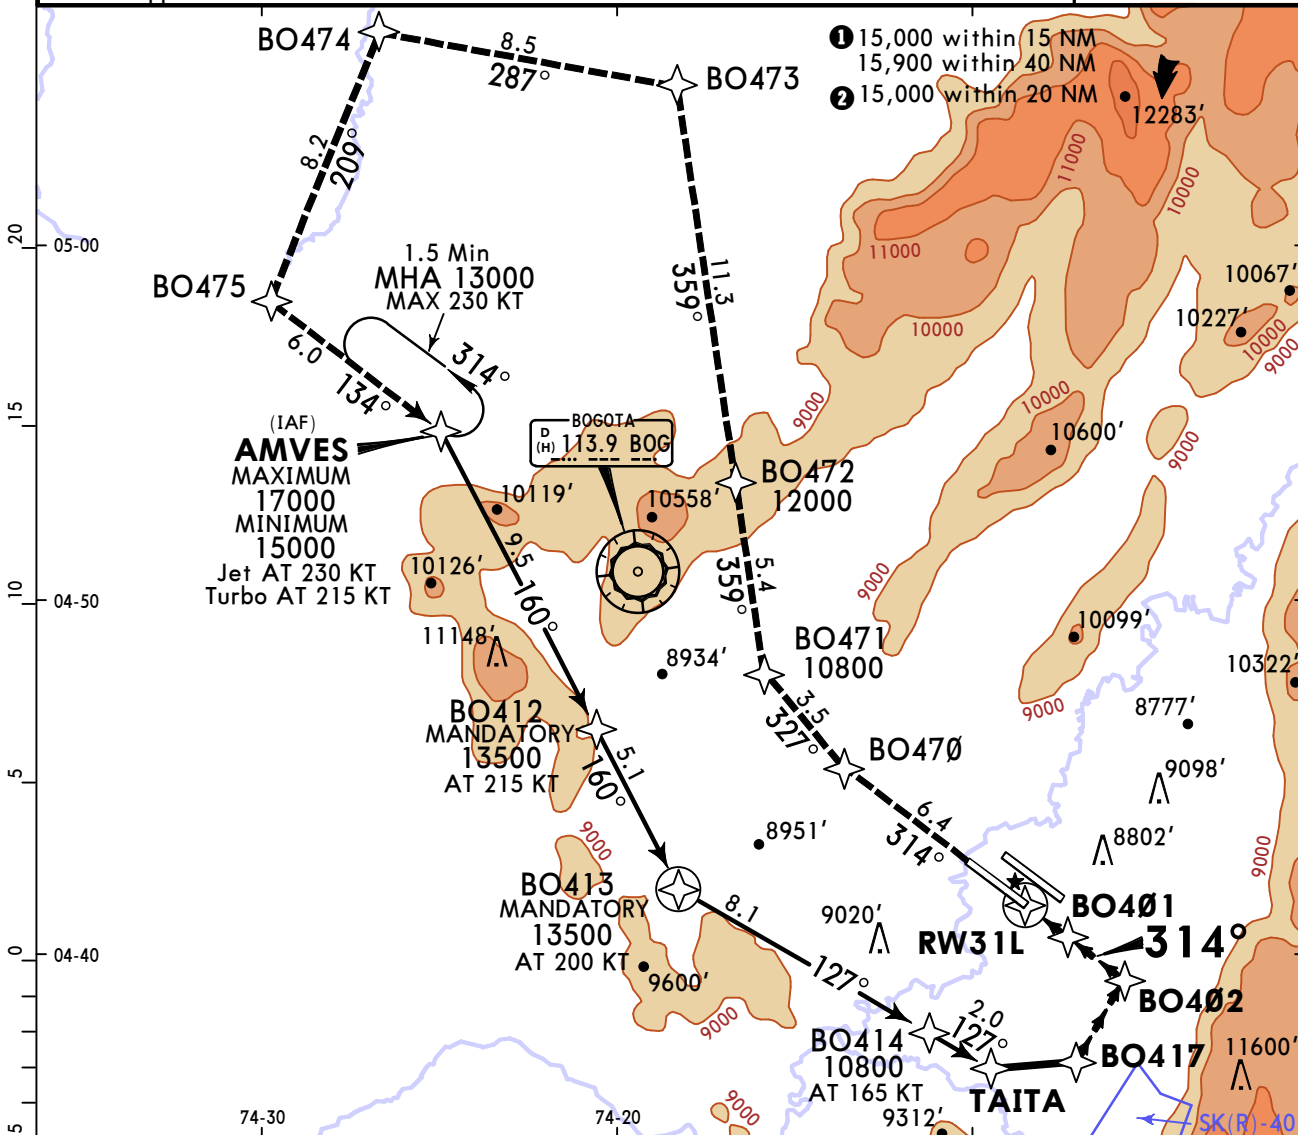 BO474
8.5
287°
BO473
❶ 15,000 within 15 NM
15,900 within 40 NM
❷ 15,000 within 20 NM
12283'
8.2
209°
11000
10000
20
05-00
1.5 Min
MHA 13000
MAX 230 KT
11.3
359°
11000
10067'
BO475
10227'
10000
10000
9000
6.0
134°
314°
10000
9000
15
(IAF)
AMVES
MAXIMUM
17000
MINIMUM
15000
Jet AT 230 KT
Turbo AT 215 KT
BOGOTA
D
(H) 113.9 BOG
10600'
9000
BO472
12000
10119'
10558'
9.5
160°
5.4
359°
10126'
9000
10
04-50
11148'
BO471
10800
10099'
8934'
10322'
9000
BO412
MANDATORY
13500
AT 215 KT
5.1
160°
3.5
327°
8777'
BO47Ø
5
9098'
6.4
314°
8951'
8802'
9000
9000
BO413
MANDATORY
13500
AT 200 KT
8.1
9020'
BO4Ø1
RW31L
314°
0
04-40
9600'
127°
BO4Ø2
9000
2.0
127°
BO414
10800
AT 165 KT
BO417
11600'
TAITA
5
74-30
74-20
9000
9312'
SK(R)-40